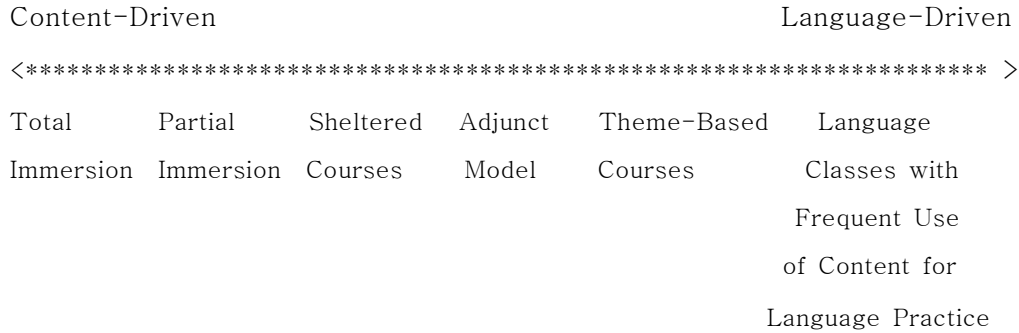 Content-Driven Language-Driven
<********************************************************************** >
Total Partial Sheltered Adjunct Theme-Based Language
Immersion Immersion Courses Model Courses Classes with
Frequent Use
of Content for
Language Practice